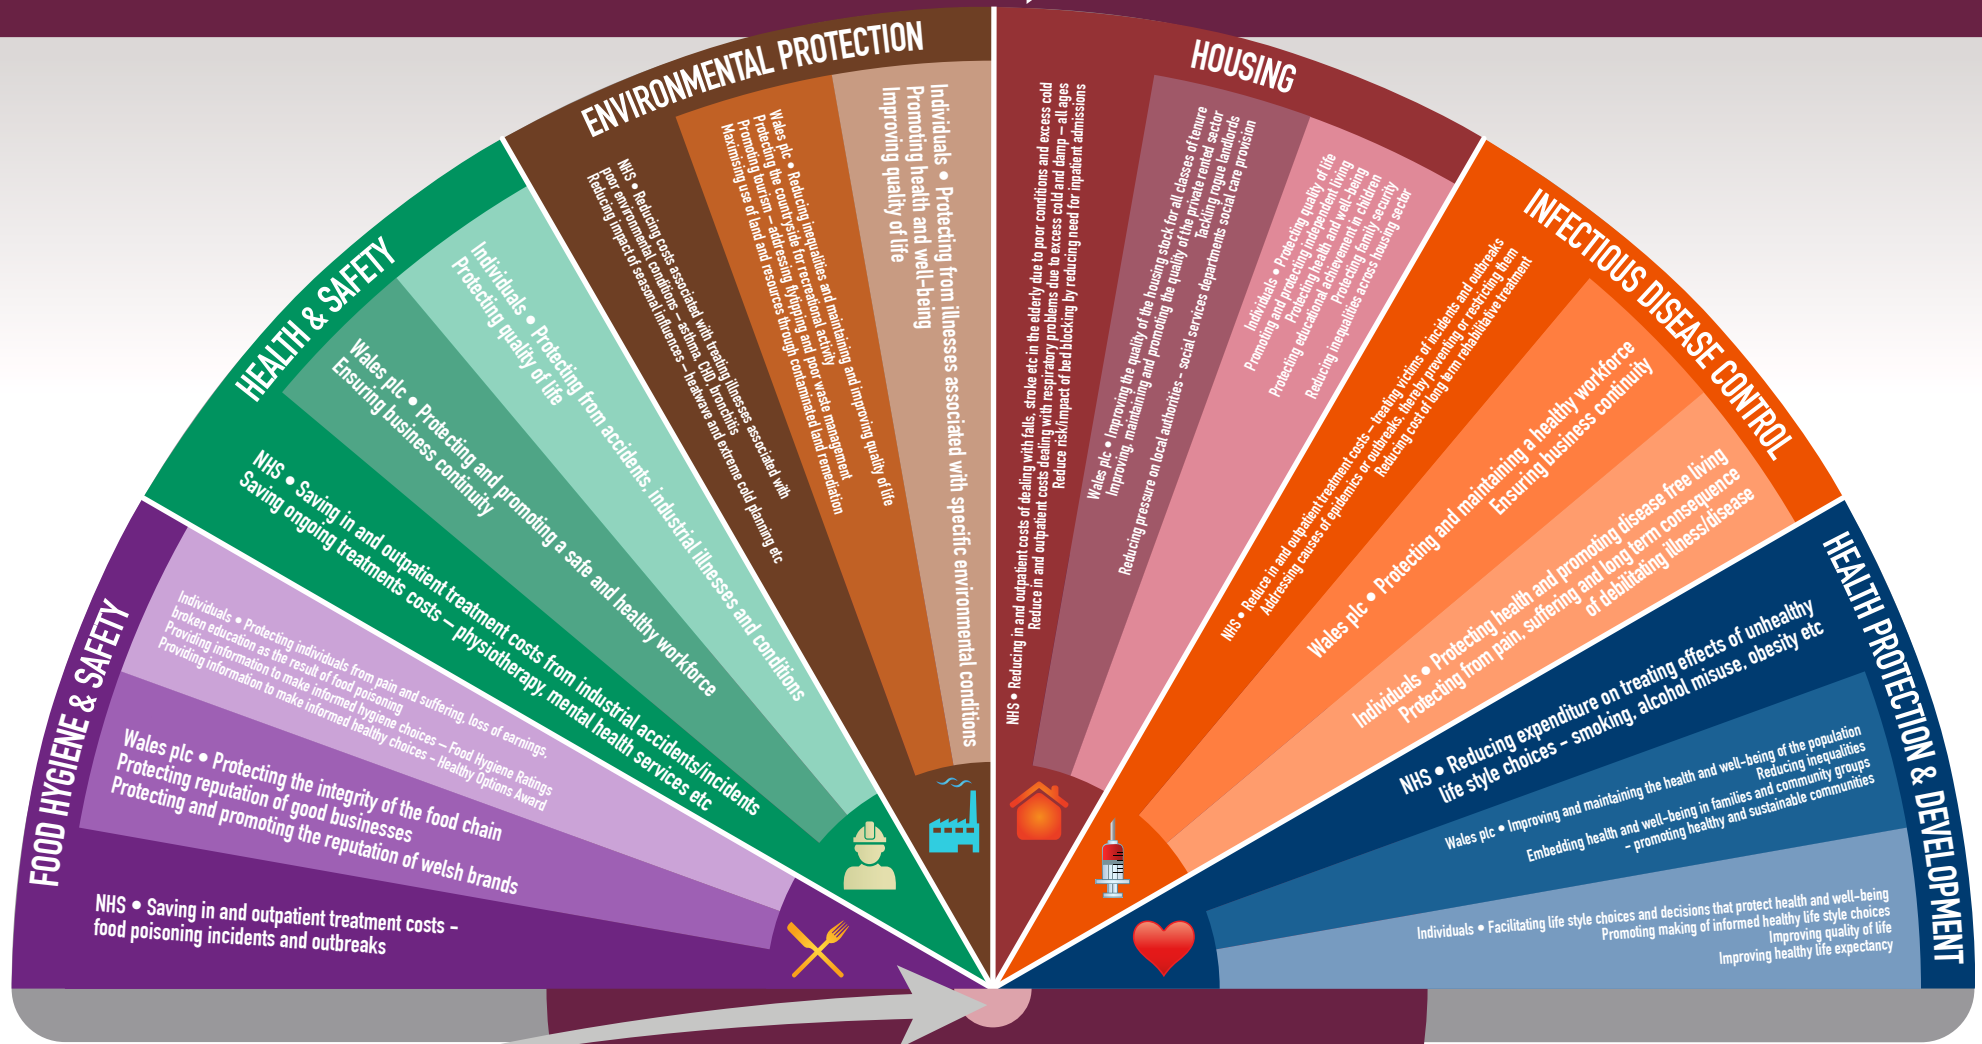 FOOD HYGIENE & SAFETY
Individuals • Protecting individuals from pain and suffering, loss of earnings,
broken education as the result of food poisoning
Providing information to make informed hygiene choices – Food Hygiene Ratings
Providing information to make informed healthy choices – Healthy Options Award
Wales plc • Protecting the integrity of the food chain
Protecting reputation of good businesses
Protecting and promoting the reputation of welsh brands
NHS • Saving in and outpatient treatment costs –
food poisoning incidents and outbreaks
HEALTH & SAFETY
Individuals • Protecting from accidents, industrial illnesses and conditions
Protecting quality of life
Wales plc • Protecting and promoting a safe and healthy workforce
Ensuring business continuity
NHS • Saving in and outpatient treatment costs from industrial accidents/incidents
Saving ongoing treatments costs – physiotherapy, mental health services etc
ENVIRONMENTAL PROTECTION
Individuals • Protecting from illnesses associated with specific environmental conditions
Promoting health and well-being
Improving quality of life
Wales plc • Reducing inequalities and maintaining and improving quality of life
Protecting the countryside for recreational activity
Promoting tourism – addressing flytipping and poor waste management
Maximising use of land and resources through contaminated land remediation
NHS • Reducing costs associated with treating illnesses associated with
poor environmental conditions – asthma, CHD, bronchitis
Reducing impact of seasonal influences – heatwave and extreme cold planning etc
HOUSING
NHS • Reducing in and outpatient costs of dealing with falls, stroke etc in the elderly due to poor conditions and excess cold
Reduce in and outpatient costs dealing with respiratory problems due to excess cold and damp – all ages
Reduce risk/impact of bed blocking by reducing need for inpatient admissions
Wales plc • Improving the quality of the housing stock for all classes of tenure
Improving, maintaining and promoting the quality of the private rented sector
Tackling rogue landlords
Reducing pressure on local authorities – social services departments social care provision
Individuals • Protecting quality of life
Promoting and protecting independent living
Protecting health and well-being
Protecting educational achievement in children
Protecting family security
Reducing inequalities across housing sector
INFECTIOUS DISEASE CONTROL
NHS • Reduce in and outpatient treatment costs – treating victims of incidents and outbreaks
Addressing causes of epidemics or outbreaks, thereby preventing or restricting them
Reducing cost of long term rehabilitative treatment
Wales plc • Protecting and maintaining a healthy workforce
Ensuring business continuity
Individuals • Protecting health and promoting disease free living
Protecting from pain, suffering and long term consequence
of debilitating illness/disease
HEALTH PROTECTION & DEVELOPMENT
NHS • Reducing expenditure on treating effects of unhealthy
life style choices – smoking, alcohol misuse, obesity etc
Wales plc • Improving and maintaining the health and well-being of the population
Reducing inequalities
Embedding health and well-being in families and community groups
– promoting healthy and sustainable communities
Individuals • Facilitating life style choices and decisions that protect health and well-being
Promoting making of informed healthy life style choices
Improving quality of life
Improving healthy life expectancy